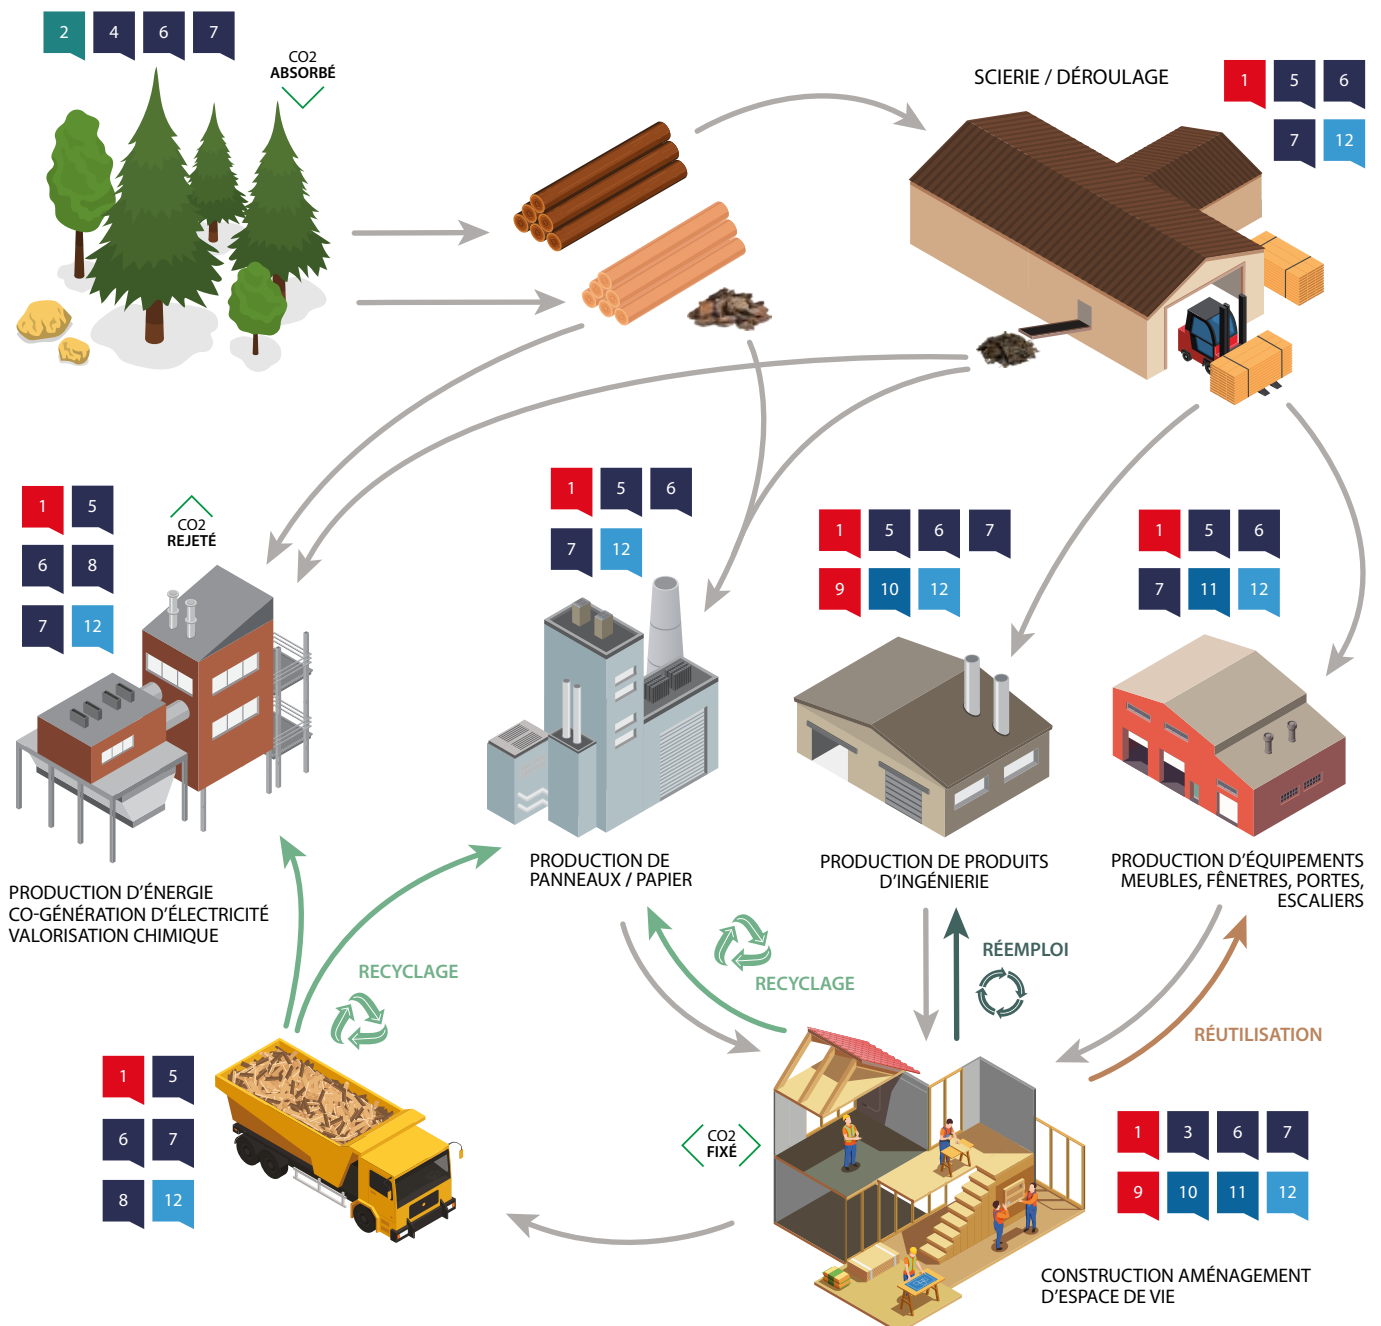 2 4 6 7
CO2
ABSORBÉ
SCIERIE / DÉROULAGE
1 5 6
7 12
1 5
6 8
7 12
CO2
REJETÉ
1 5 6
7 12
1 5 6 7
9 10 12
1 5 6
7 11 12
PRODUCTION D'ÉNERGIE
CO-GÉNÉRATION D'ÉLECTRICITÉ
VALORISATION CHIMIQUE
PRODUCTION DE
PANNEAUX / PAPIER
PRODUCTION DE PRODUITS
D'INGÉNIERIE
PRODUCTION D'ÉQUIPEMENTS
MEUBLES, FÊNETRES, PORTES,
ESCALIERS
RECYCLAGE
RECYCLAGE
RÉEMPLOI
RÉUTILISATION
1 5
6 7
8 12
CO2
FIXÉ
1 3 6 7
9 10 11 12
CONSTRUCTION AMÉNAGEMENT
D'ESPACE DE VIE